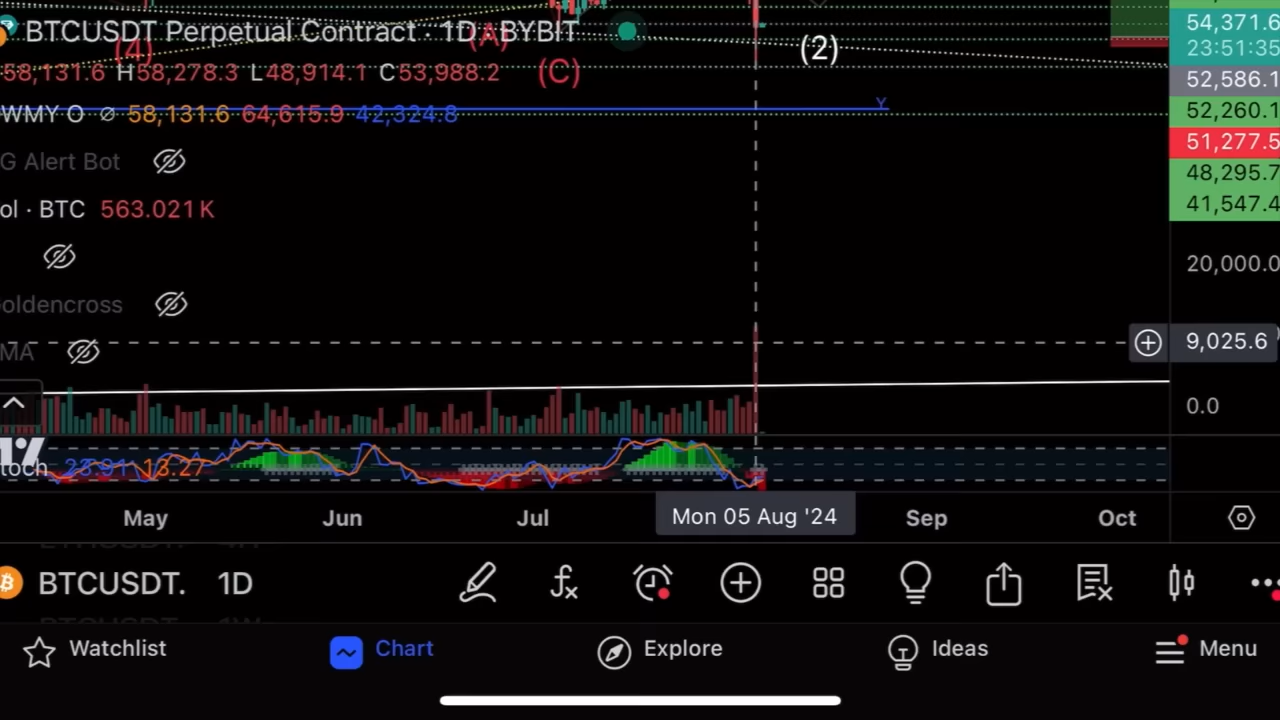 BTCUSDT Perpetual Contract · 1D · BYBIT
(4)
(A)
(2)
54,371.6
23:51:35
58,131.6 H58,278.3 L48,914.1 C53,988.2
(C)
52,586.1
WMY O ∅ 58,131.6 64,615.9 42,324.8
Y
52,260.1
51,277.5
G Alert Bot
48,295.7
ol · BTC 563.021K
41,547.4
20,000.0
oldencross
MA
9,025.6
0.0
toch 23.91 13.27
May Jun Jul Mon 05 Aug '24 Sep Oct
BTCUSDT. 1D
Watchlist Chart Explore Ideas Menu